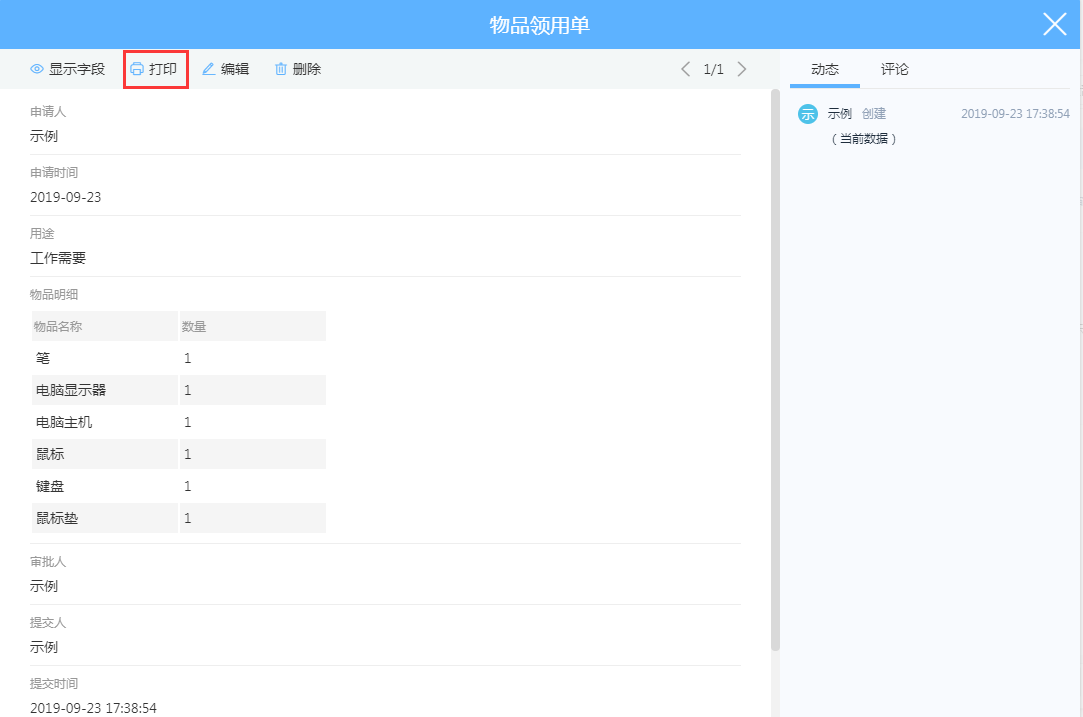 物品领用单
显示字段 打印 编辑 删除 1/1
申请人
示例
申请时间
2019-09-23
用途
工作需要
物品明细
物品名称 数量
笔 1
电脑显示器 1
电脑主机 1
鼠标 1
键盘 1
鼠标垫 1
审批人
示例
提交人
示例
提交时间
2019-09-23 17:38:54
动态 评论
示 示例 创建 2019-09-23 17:38:54
(当前数据)